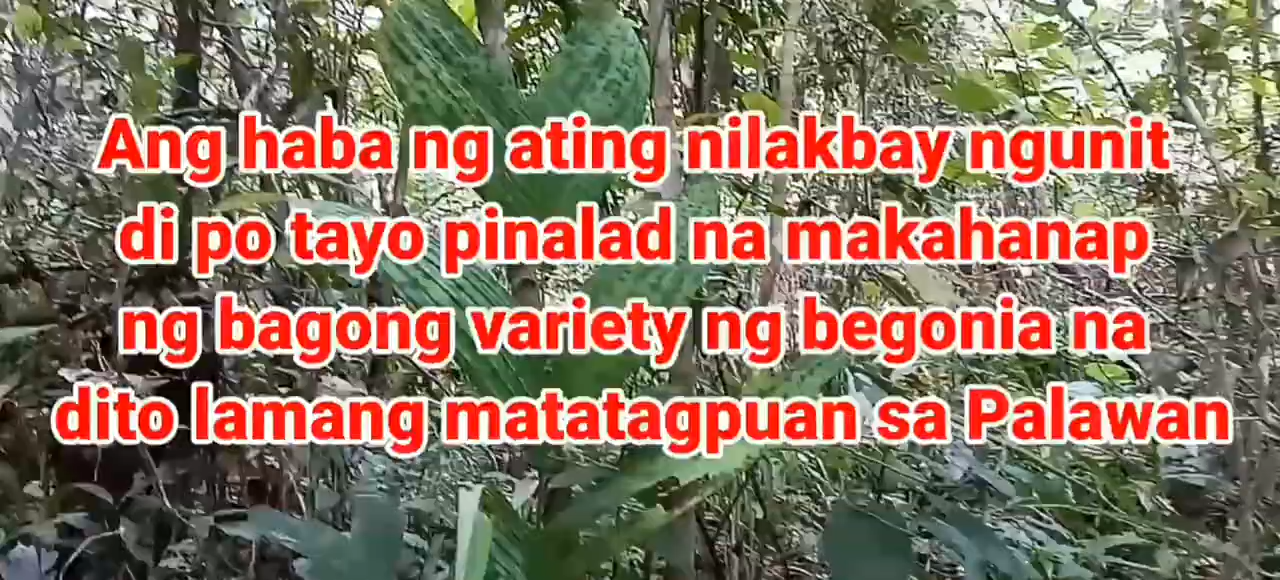 Ang haba ng ating nilakbay ngunit
di po tayo pinalad na makahanap
ng bagong variety ng begonia na
dito lamang matatagpuan sa Palawan